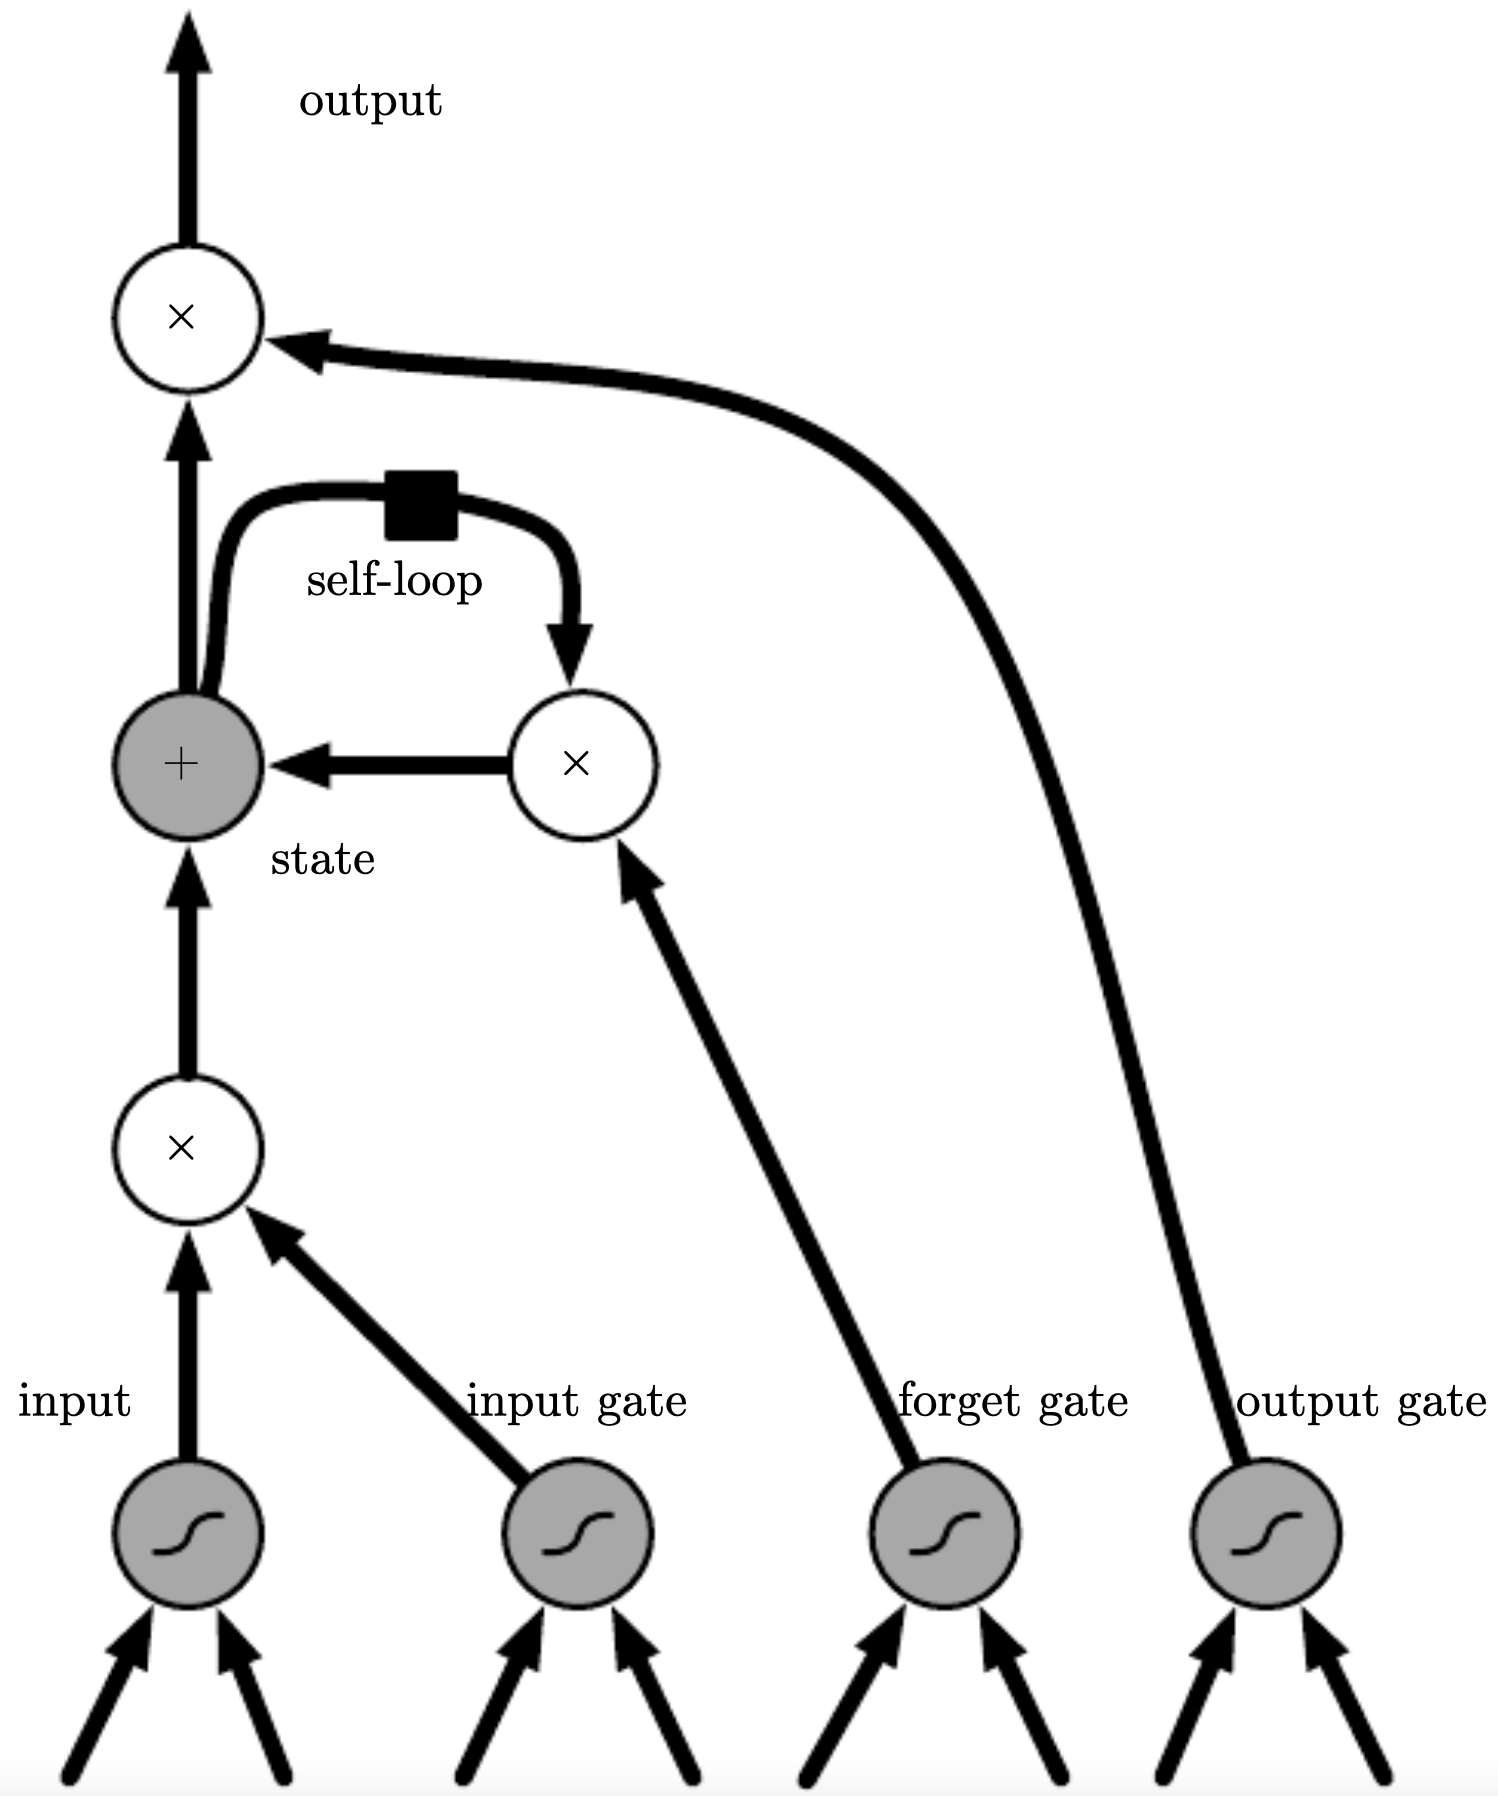 output
×
self-loop
+
×
state
×
input
input gate
forget gate
output gate